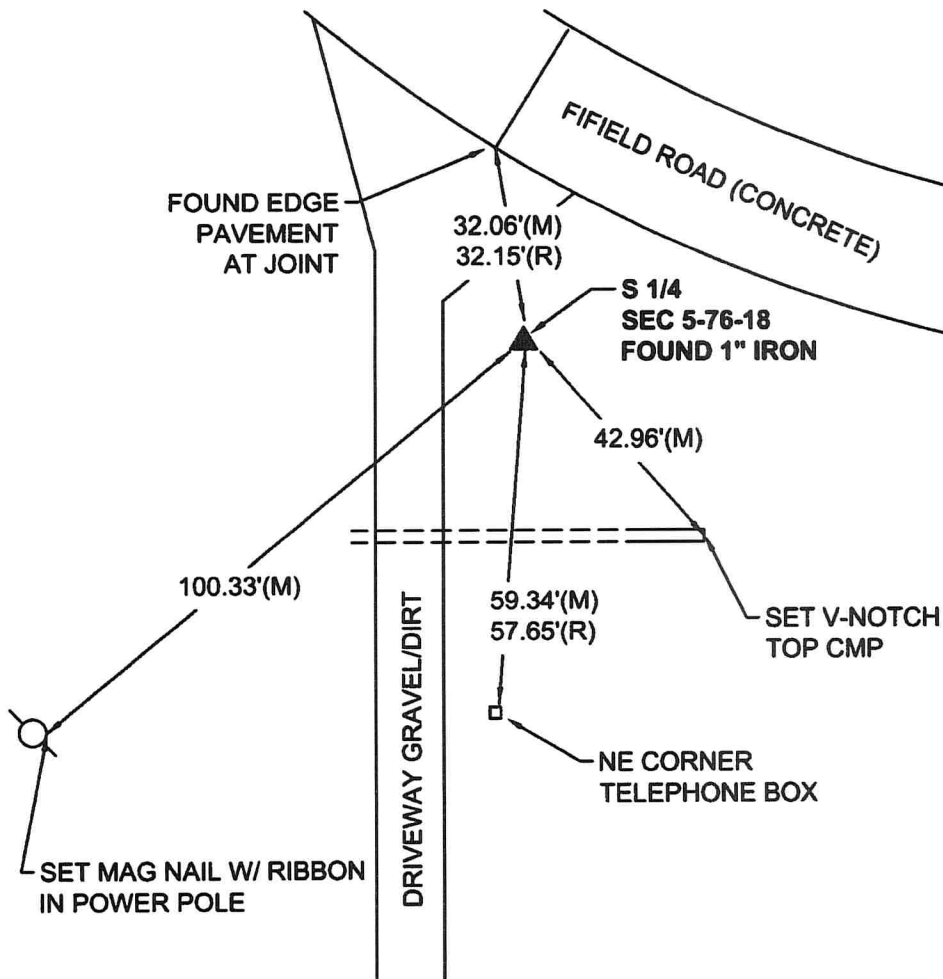 FIFIELD ROAD (CONCRETE)
FOUND EDGE
PAVEMENT
AT JOINT
32.06'(M)
32.15'(R)
S 1/4
SEC 5-76-18
FOUND 1" IRON
42.96'(M)
100.33'(M)
59.34'(M)
57.65'(R)
SET V-NOTCH
TOP CMP
DRIVEWAY GRAVEL/DIRT
NE CORNER
TELEPHONE BOX
SET MAG NAIL W/ RIBBON
IN POWER POLE